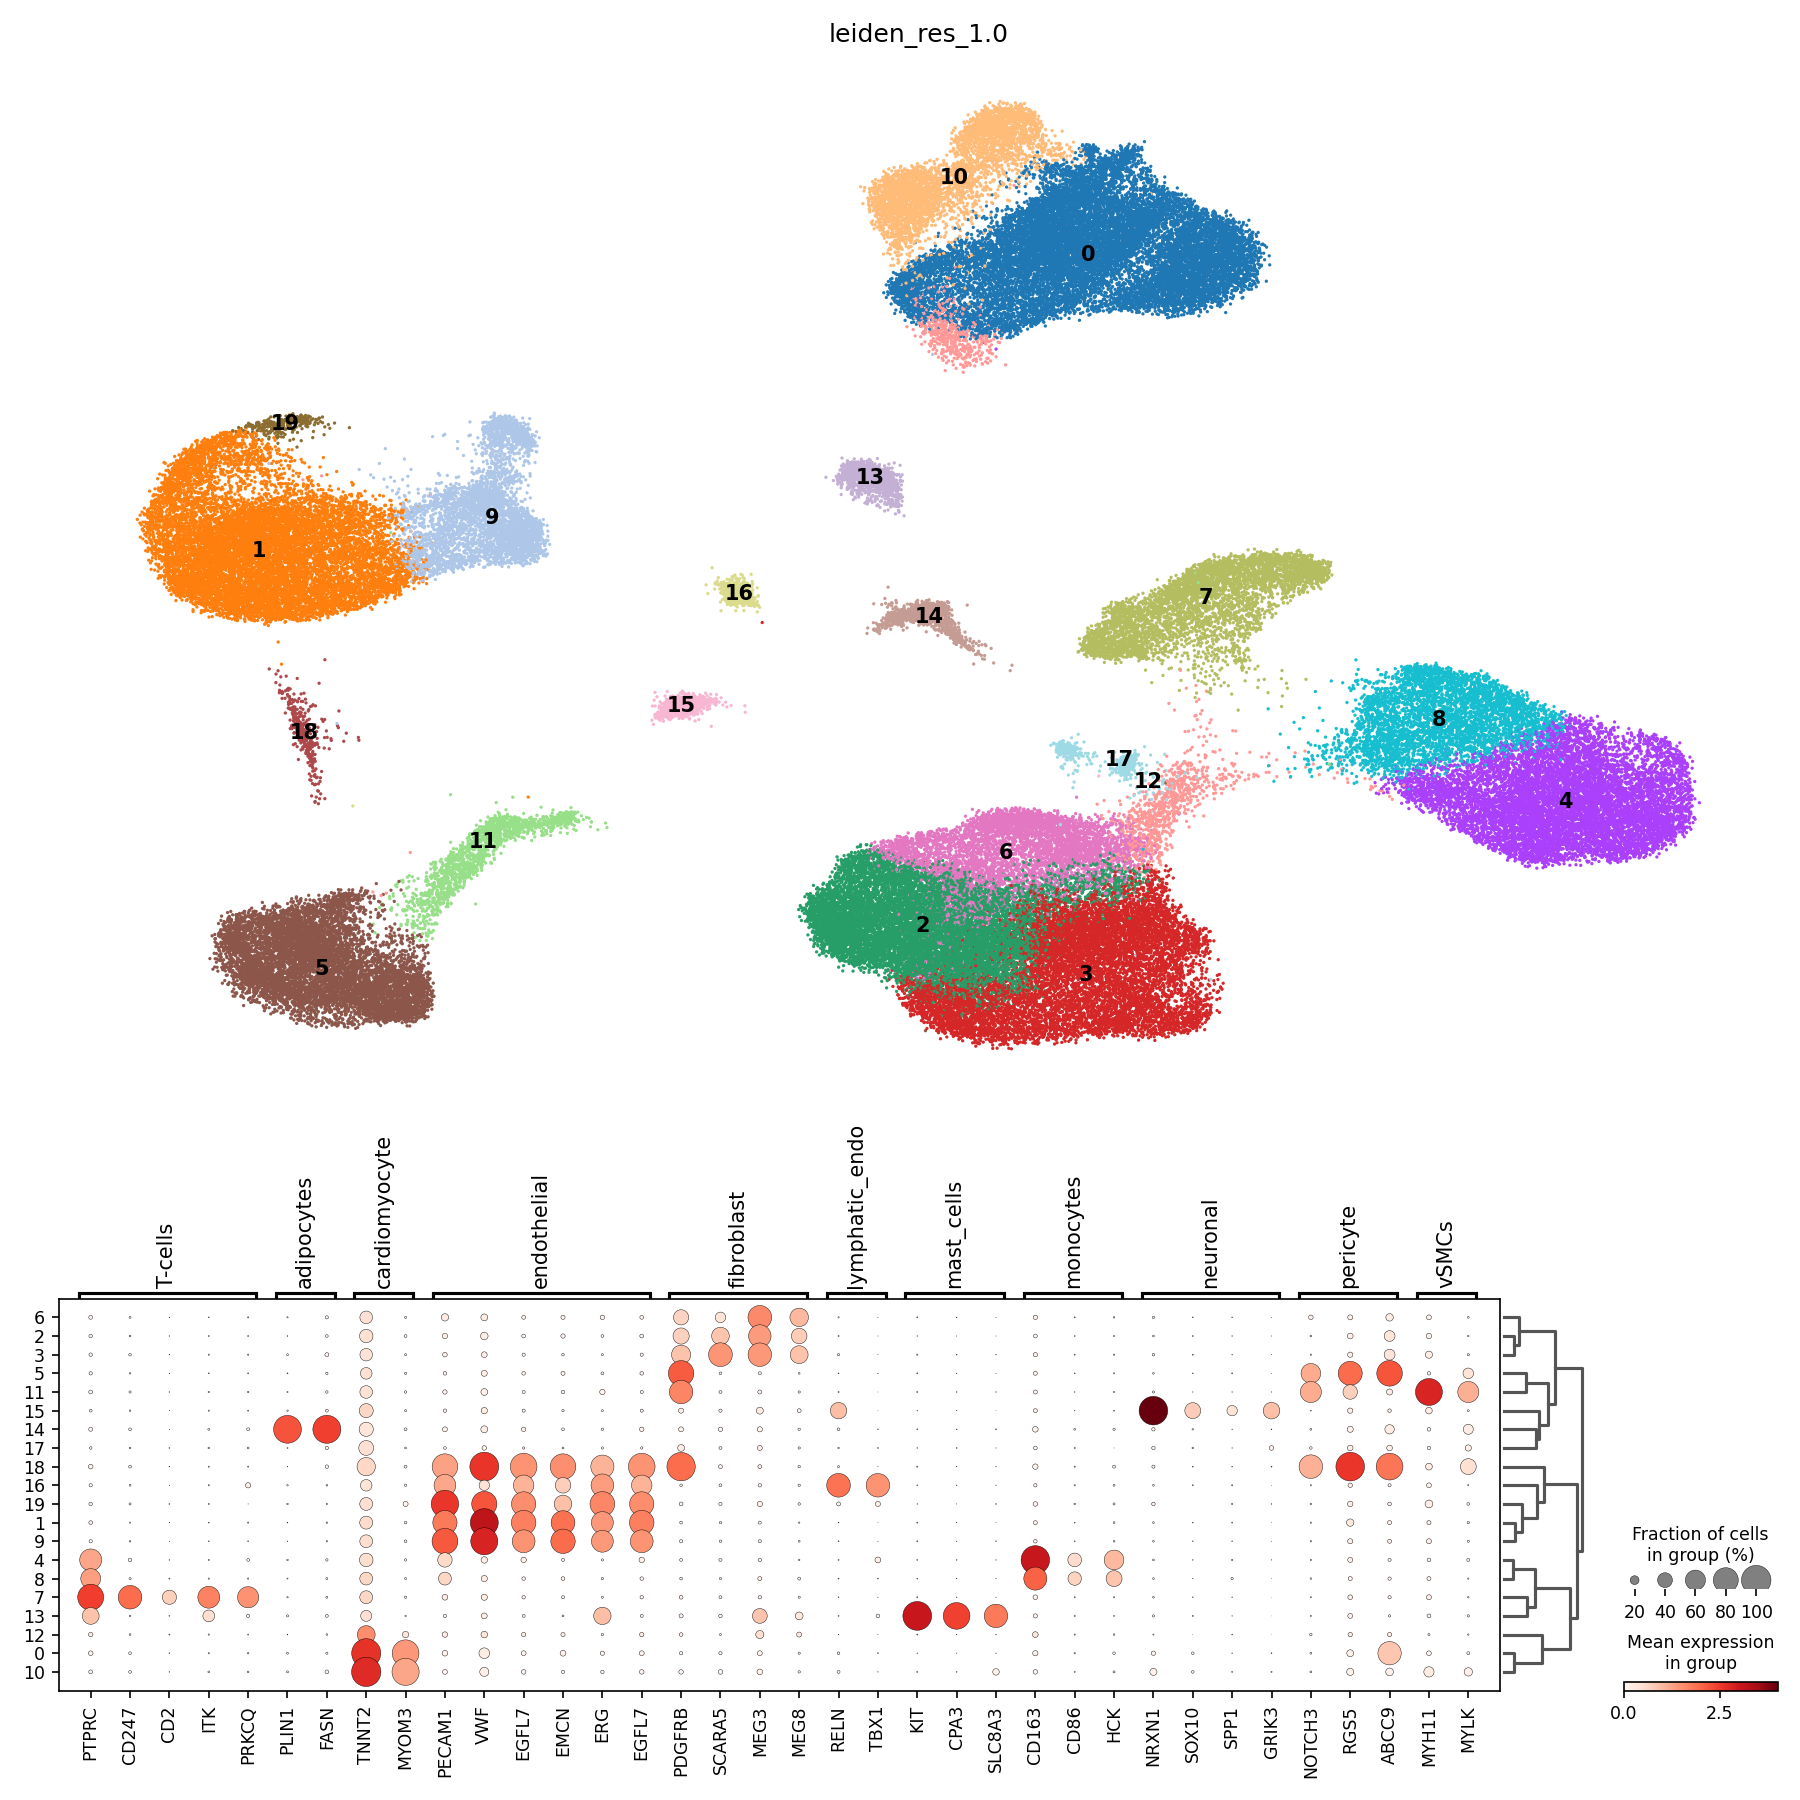 leiden_res_1.0
10
0
19
13
9
1
16
14
7
15
8
18
17
12
4
11
6
2
5
3
T-cells
adipocytes
cardiomyocyte
endothelial
fibroblast
lymphatic_endo
mast_cells
monocytes
neuronal
pericyte
vSMCs
6
2
3
5
11
15
14
17
18
16
19
1
9
4
8
7
13
12
0
10
PTPRC
CD247
CD2
ITK
PRKCQ
PLIN1
FASN
TNNT2
MYOM3
PECAM1
VWF
EGFL7
EMCN
ERG
EGFL7
PDGFRB
SCARA5
MEG3
MEG8
RELN
TBX1
KIT
CPA3
SLC8A3
CD163
CD86
HCK
NRXN1
SOX10
SPP1
GRIK3
NOTCH3
RGS5
ABCC9
MYH11
MYLK
Fraction of cells
in group (%)
20 40 60 80 100
Mean expression
in group
0.0 2.5